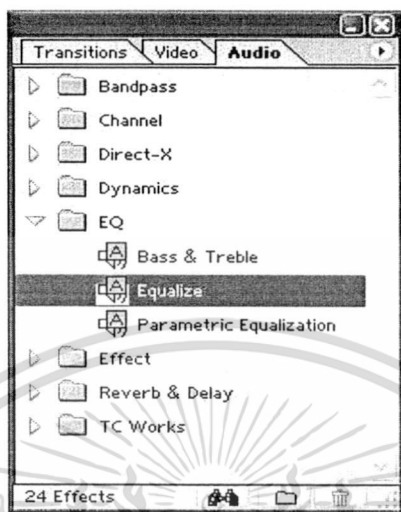 Transitions Video Audio
Bandpass
Channel
Direct-X
Dynamics
EQ
Bass & Treble
Equalize
Parametric Equalization
Effect
Reverb & Delay
TC Works
24 Effects